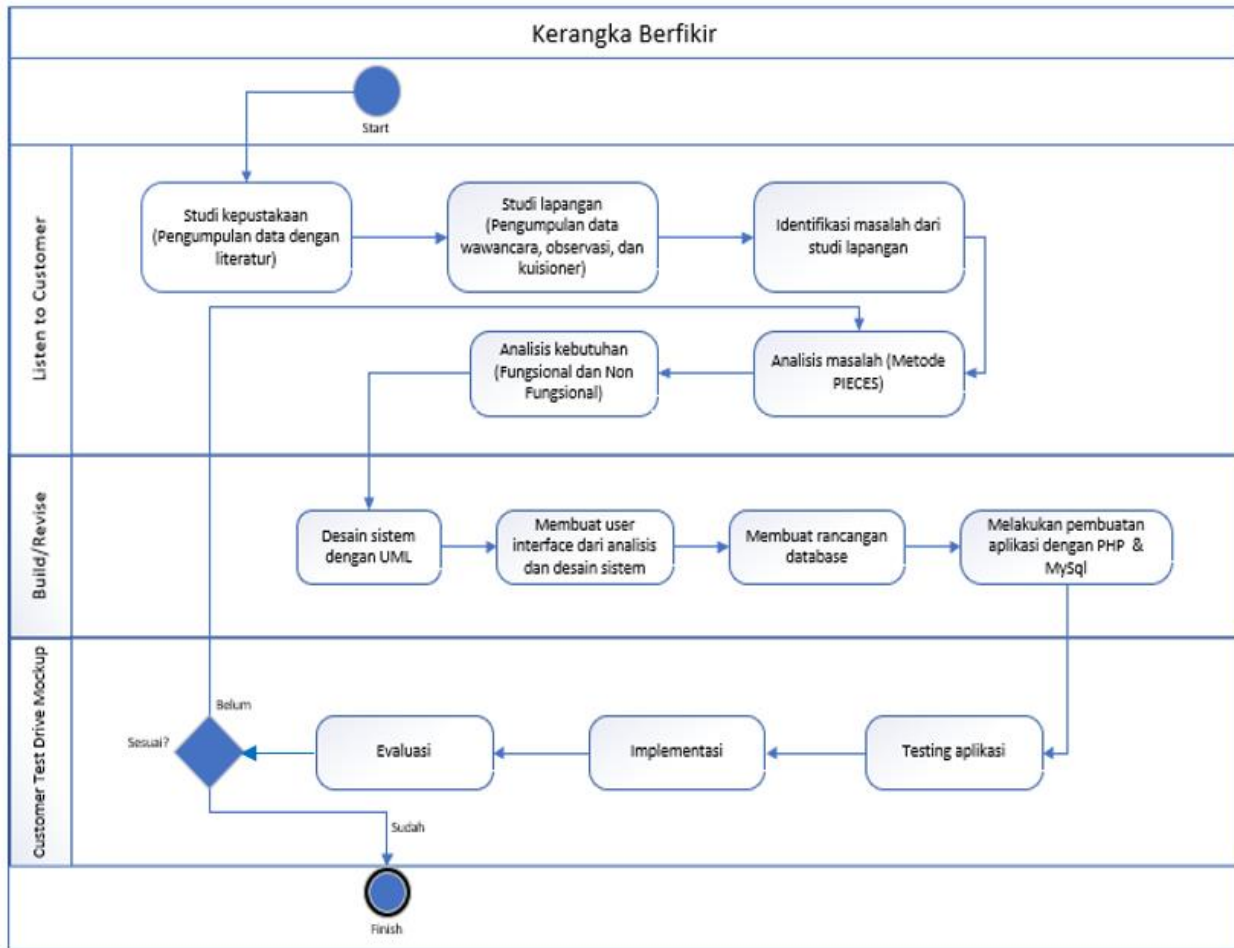 Kerangka Berfikir
Start
Listen to Customer
Studi kepustakaan
(Pengumpulan data dengan
literatur)
Studi lapangan
(Pengumpulan data
wawancara, observasi, dan
kuisioner)
Identifikasi masalah dari
studi lapangan
Analisis kebutuhan
(Fungsional dan Non
Fungsional)
Analisis masalah (Metode
PIECES)
Build/Revise
Desain sistem
dengan UML
Membuat user
interface dari analisis
dan desain sistem
Membuat rancangan
database
Melakukan pembuatan
aplikasi dengan PHP &
MySql
Customer Test Drive Mockup
Belum
Sesuai?
Evaluasi
Implementasi
Testing aplikasi
Sudah
Finish